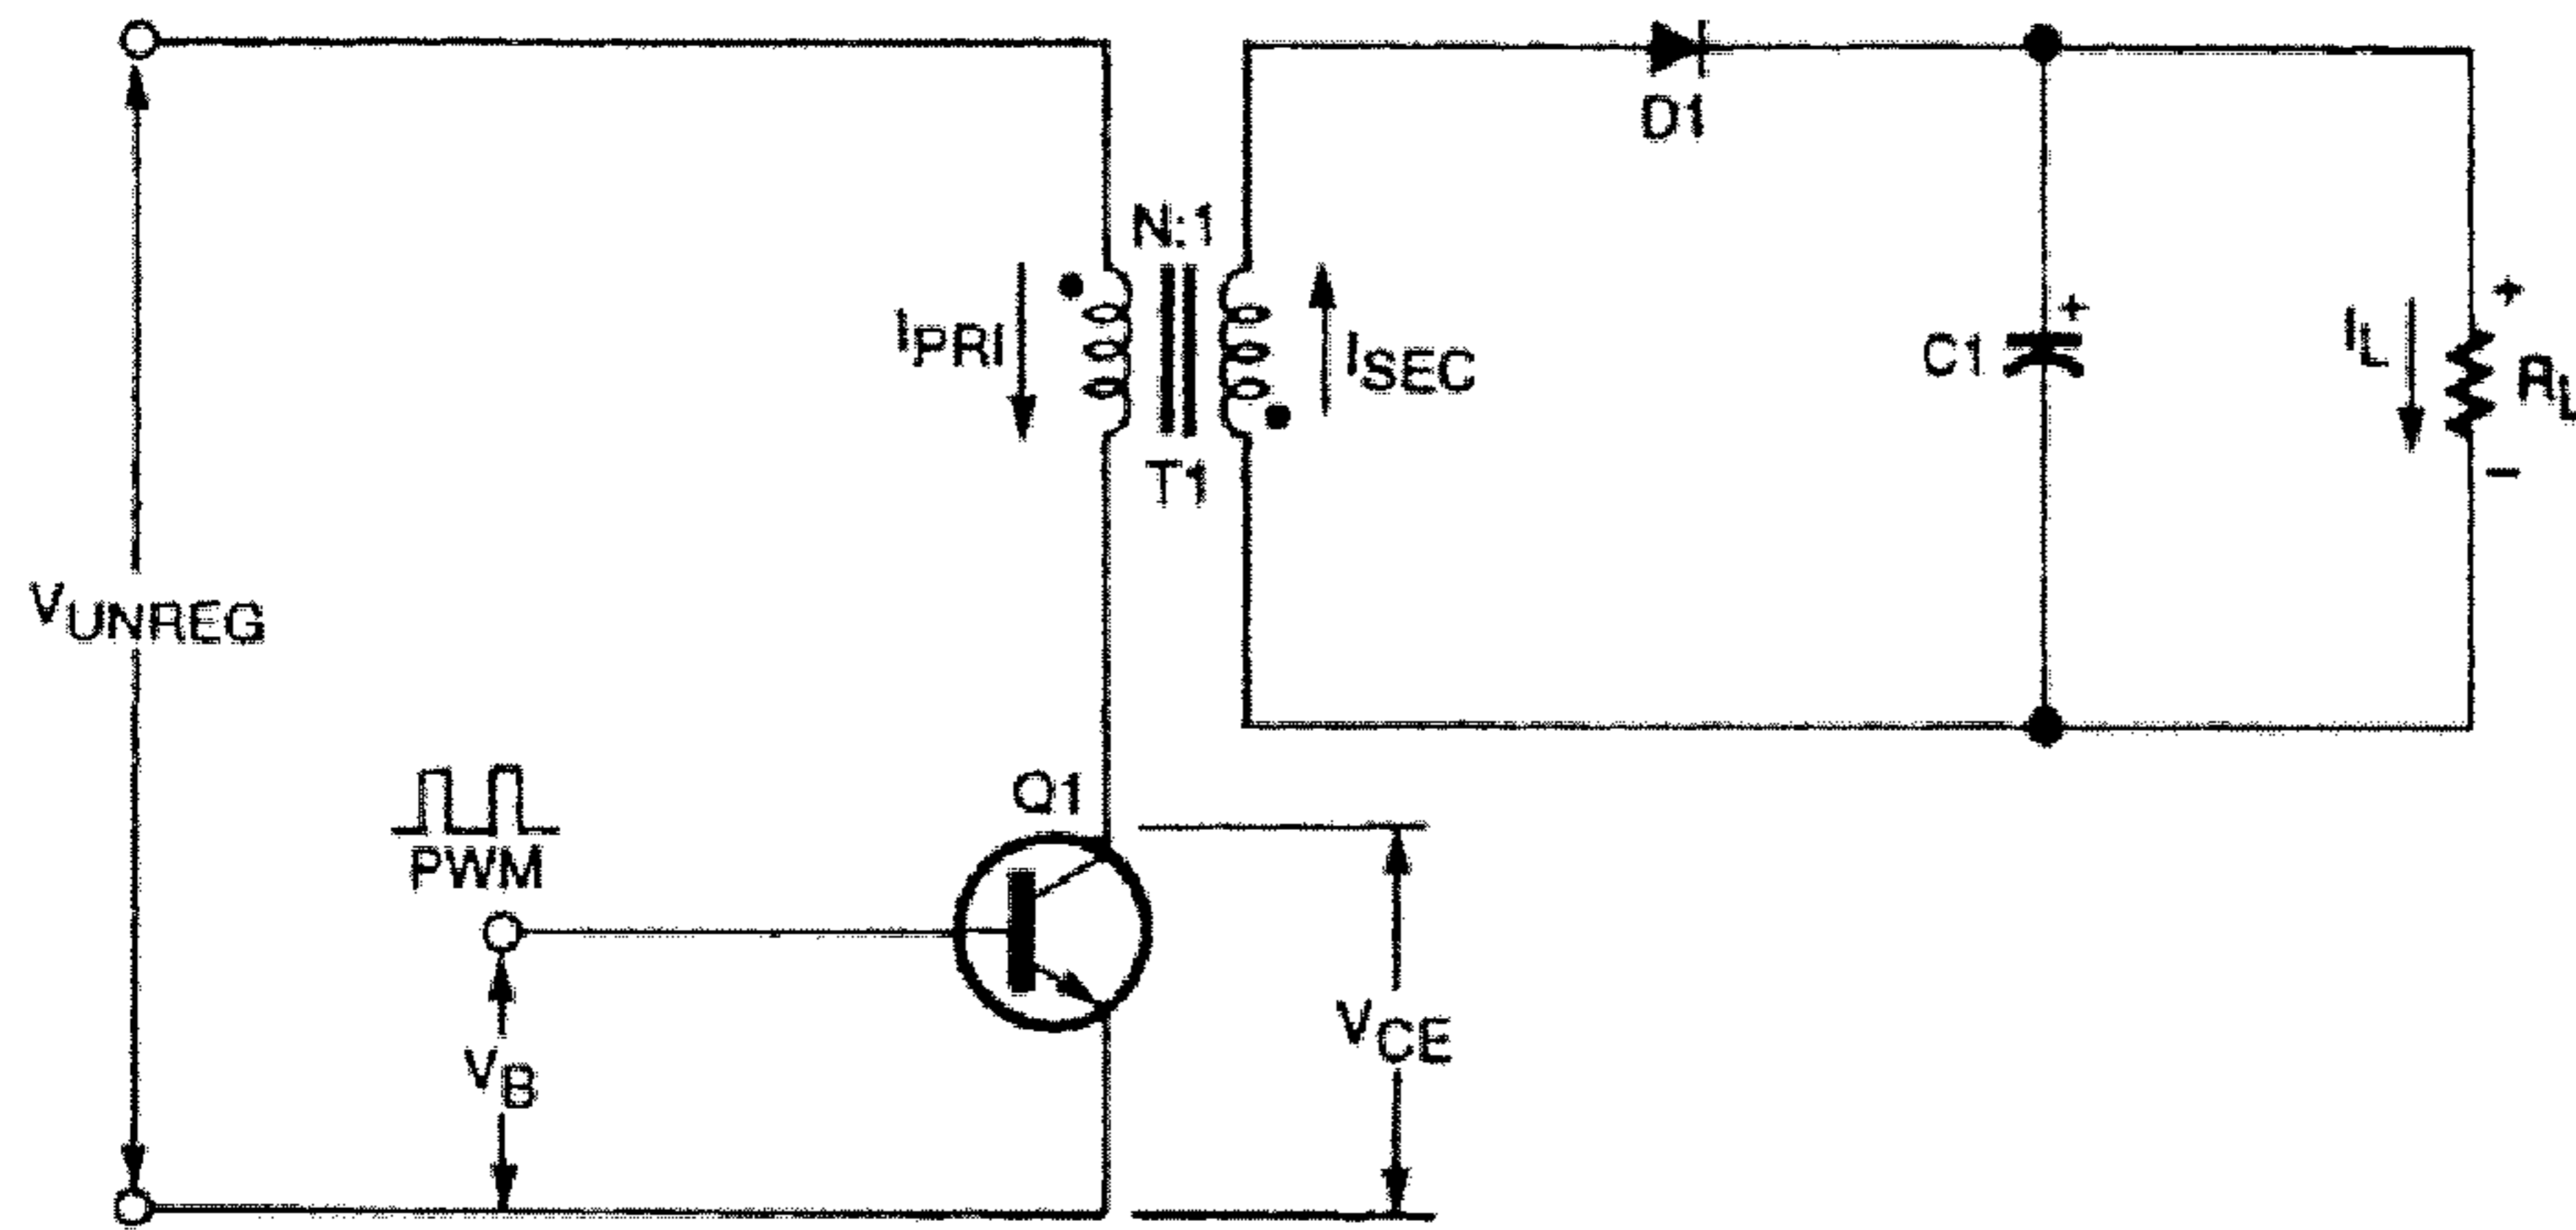 D1
N:1
IPRI
ISEC
T1
C1
+
IL
+
RL
−
VUNREG
PWM
Q1
VB
VCE